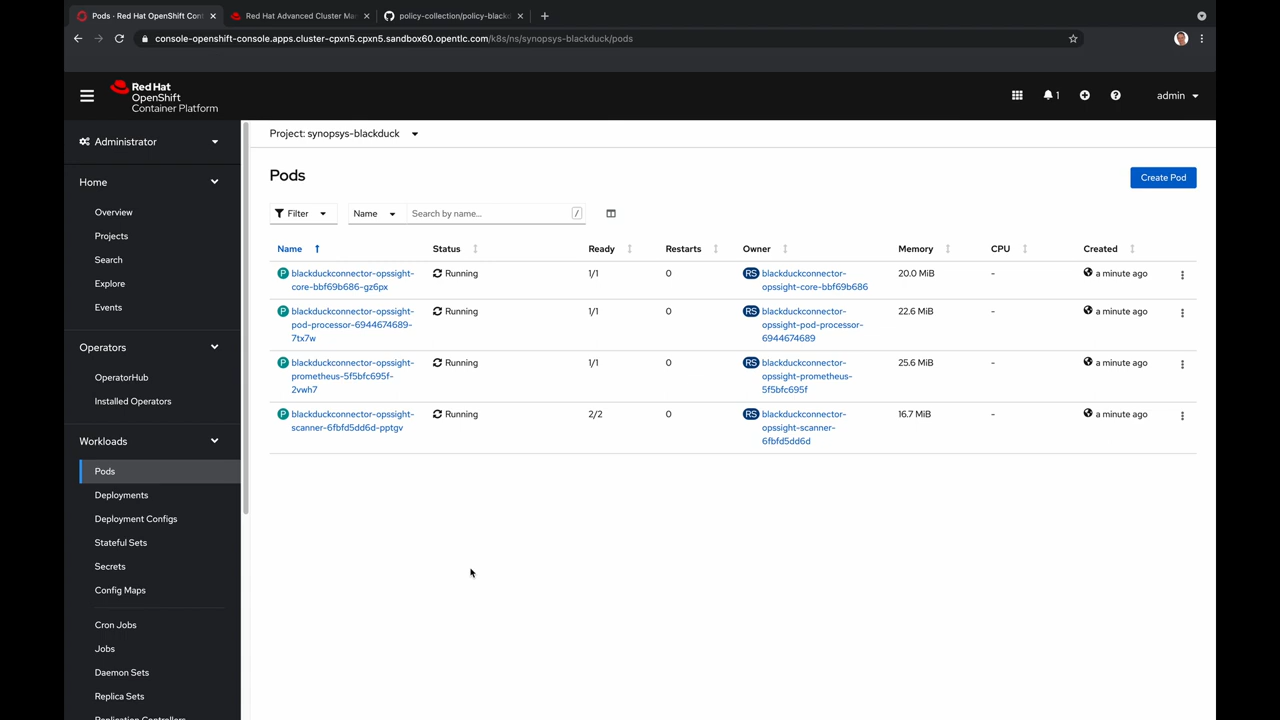 Pods · Red Hat OpenShift Cont
Red Hat Advanced Cluster Ma
policy-collection/policy-blackd
console-openshift-console.apps.cluster-cpxn5.cpxn5.sandbox60.opentlc.com/k8s/ns/synopsys-blackduck/pods
Red Hat
OpenShift
Container Platform
1
admin
Administrator
Home
Overview
Projects
Search
Explore
Events
Operators
OperatorHub
Installed Operators
Workloads
Pods
Deployments
Deployment Configs
Stateful Sets
Secrets
Config Maps
Cron Jobs
Jobs
Daemon Sets
Replica Sets
Replication Controllers
Project: synopsys-blackduck
Pods
Create Pod
Filter
Name
Search by name...
/
Name Status Ready Restarts Owner Memory CPU Created
P blackduckconnector-opssight- Running 1/1 0 RS blackduckconnector- 20.0 MiB - a minute ago
core-bbf69b686-gz6px opssight-core-bbf69b686
P blackduckconnector-opssight- Running 1/1 0 RS blackduckconnector- 22.6 MiB - a minute ago
pod-processor-6944674689- opssight-pod-processor-
7tx7w 6944674689
P blackduckconnector-opssight- Running 1/1 0 RS blackduckconnector- 25.6 MiB - a minute ago
prometheus-5f5bfc695f- opssight-prometheus-
2vwh7 5f5bfc695f
P blackduckconnector-opssight- Running 2/2 0 RS blackduckconnector- 16.7 MiB - a minute ago
scanner-6fbfd5dd6d-pptgv opssight-scanner-
6fbfd5dd6d